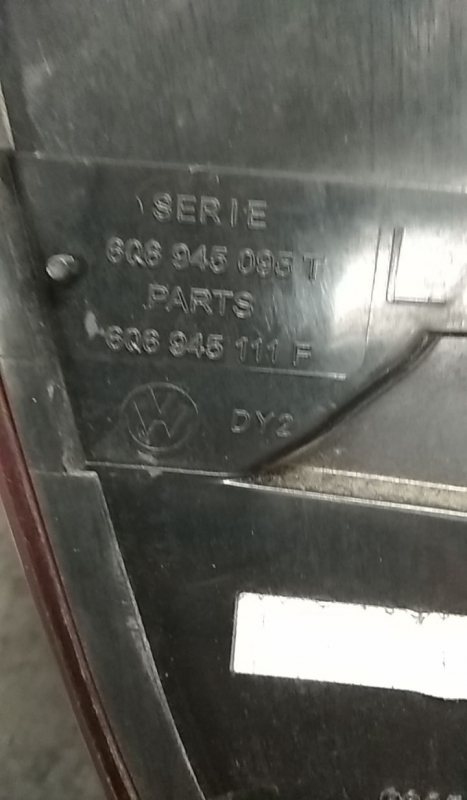 SERIE
6Q6 945 095 T
PARTS
6Q6 945 111 F
DY2